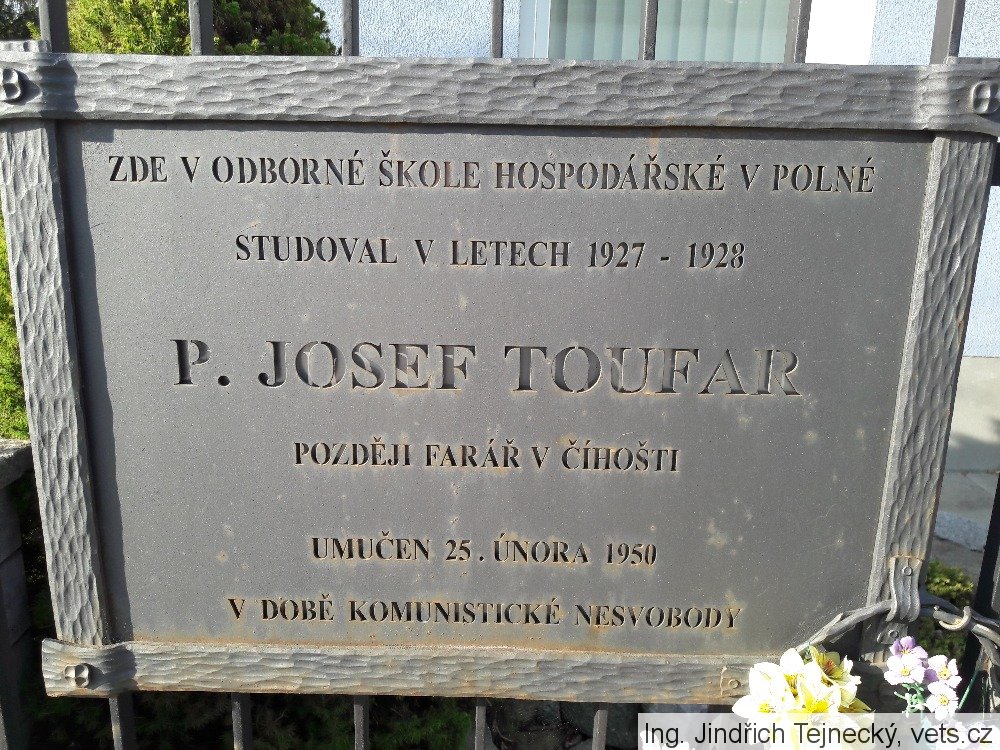 ZDE V ODBORNÉ ŠKOLE HOSPODÁŘSKÉ V POLNÉ
STUDOVAL V LETECH 1927 - 1928
P. JOSEF TOUFAR
POZDĚJI FARÁŘ V ČÍHOŠTI
UMUČEN 25. ÚNORA 1950
V DOBĚ KOMUNISTICKÉ NESVOBODY
Ing. Jindřich Tejnecký, vets.cz